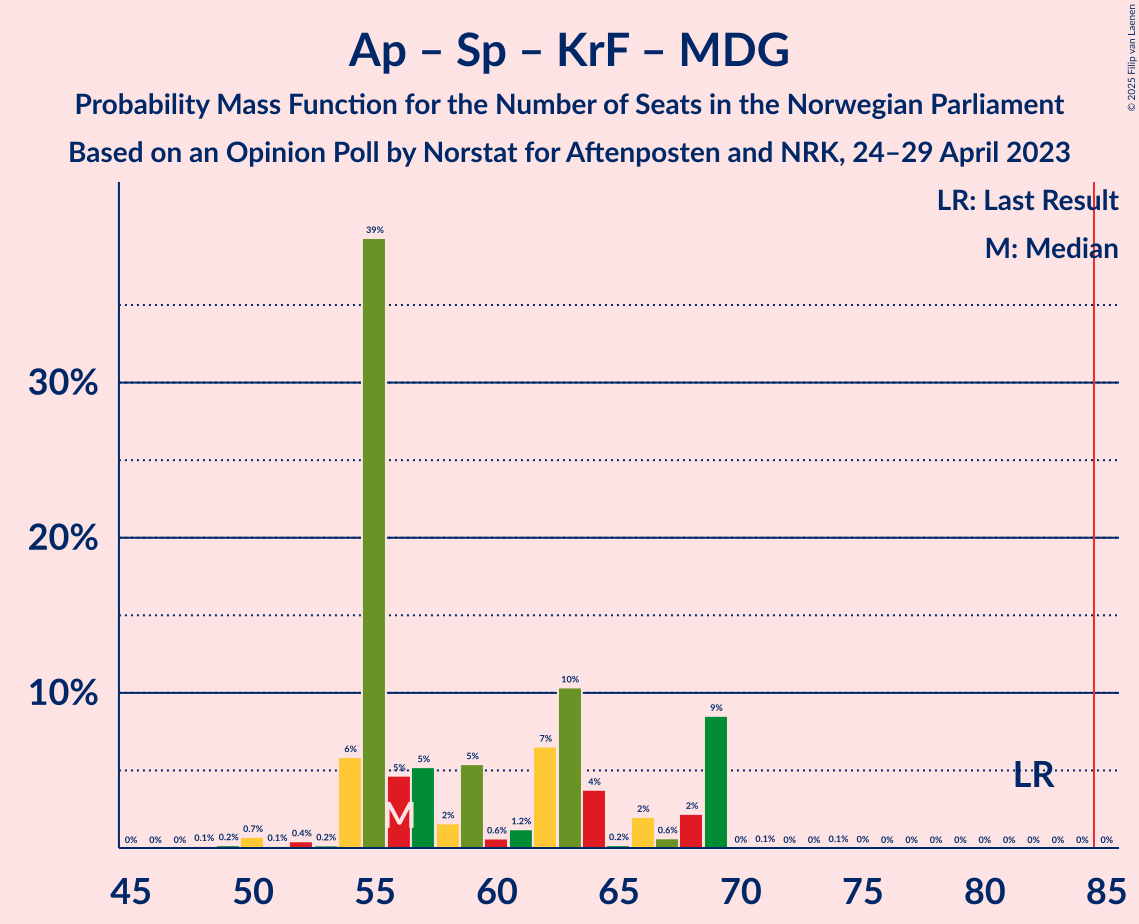 Ap – Sp – KrF – MDG
Probability Mass Function for the Number of Seats in the Norwegian Parliament
Based on an Opinion Poll by Norstat for Aftenposten and NRK, 24–29 April 2023
© 2025 Filip van Laenen
LR: Last Result
M: Median
30%
20%
10%
0% 0% 0% 0.1% 0.2% 0.7% 0.1% 0.4% 0.2% 6% 39% 5% 5% 2% 5% 0.6% 1.2% 7% 10% 4% 0.2% 2% 0.6% 2% 9% 0% 0.1% 0% 0% 0.1% 0% 0% 0% 0% 0% 0% 0% 0% 0% 0% 0%
M
LR
45 50 55 60 65 70 75 80 85